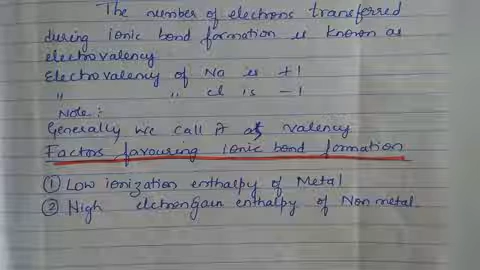 The number of electrons transferred
during ionic bond formation is known as
electrovalency
Electrovalency of Na is +1
" " cl is -1
Note:
Generally we call it as valency
Factors favouring ionic bond formation
① Low ionization enthalpy of Metal
② High elctrongain enthalpy of Non metal